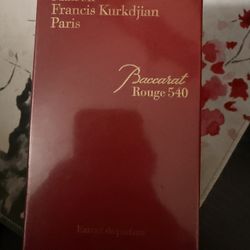 Francis Kurkdjian
Paris
Baccarat
Rouge 540
Extrait de parfum